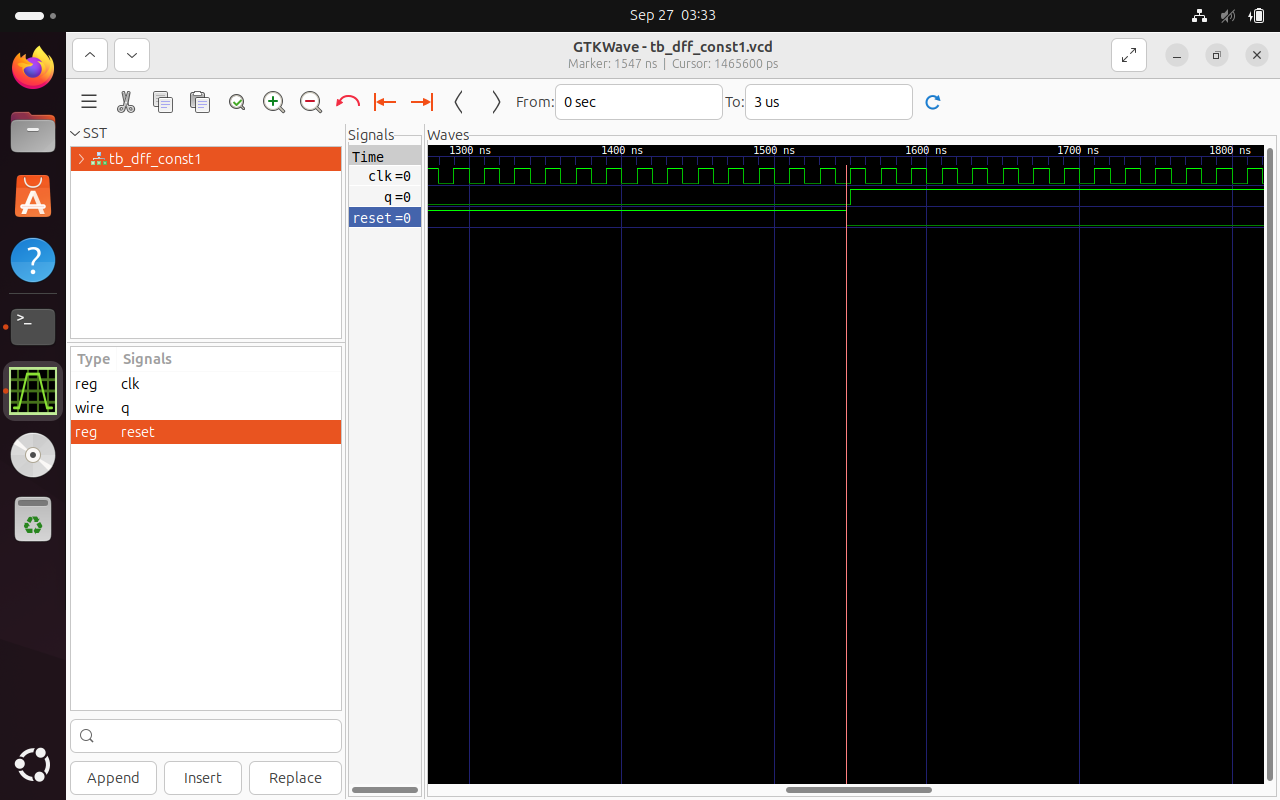 Sep 27 03:33
GTKWave - tb_dff_const1.vcd
Marker: 1547 ns | Cursor: 1465600 ps
From: 0 sec To: 3 us
SST
tb_dff_const1
Type Signals
reg clk
wire q
reg reset
Append Insert Replace
Signals
Time
clk =0
q =0
reset =0
Waves
1300 ns 1400 ns 1500 ns 1600 ns 1700 ns 1800 ns